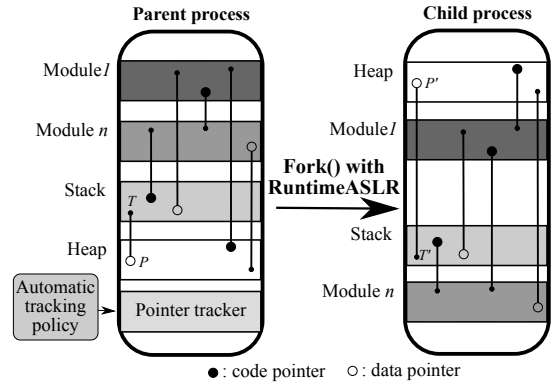 Parent process
Module1
Module n
Stack
T
Heap
P
Automatic
tracking
policy
Pointer tracker
Fork() with
RuntimeASLR
Child process
Heap
P'
Module1
Stack
T'
Module n
: code pointer
: data pointer